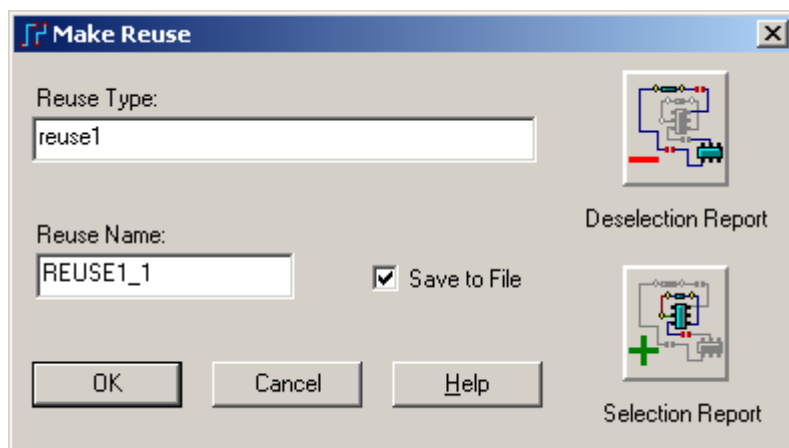 Make Reuse
Reuse Type:
reuse1
Deselection Report
Reuse Name:
REUSE1_1
Save to File
OK
Cancel
Help
Selection Report